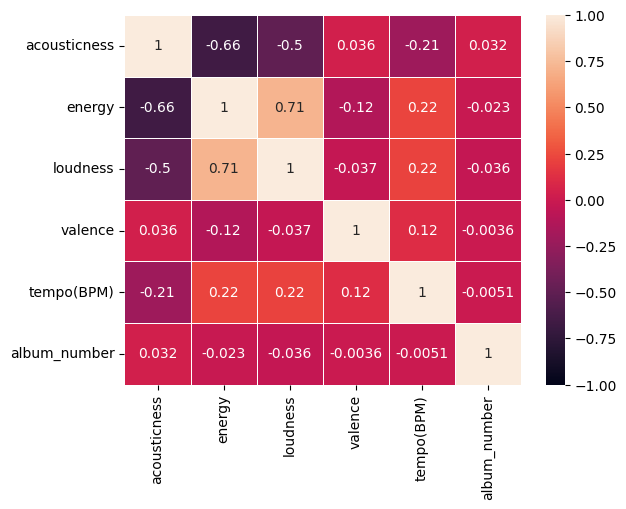 acousticness 1 -0.66 -0.5 0.036 -0.21 0.032
energy -0.66 1 0.71 -0.12 0.22 -0.023
loudness -0.5 0.71 1 -0.037 0.22 -0.036
valence 0.036 -0.12 -0.037 1 0.12 -0.0036
tempo(BPM) -0.21 0.22 0.22 0.12 1 -0.0051
album_number 0.032 -0.023 -0.036 -0.0036 -0.0051 1
acousticness
energy
loudness
valence
tempo(BPM)
album_number
1.00
0.75
0.50
0.25
0.00
−0.25
−0.50
−0.75
−1.00